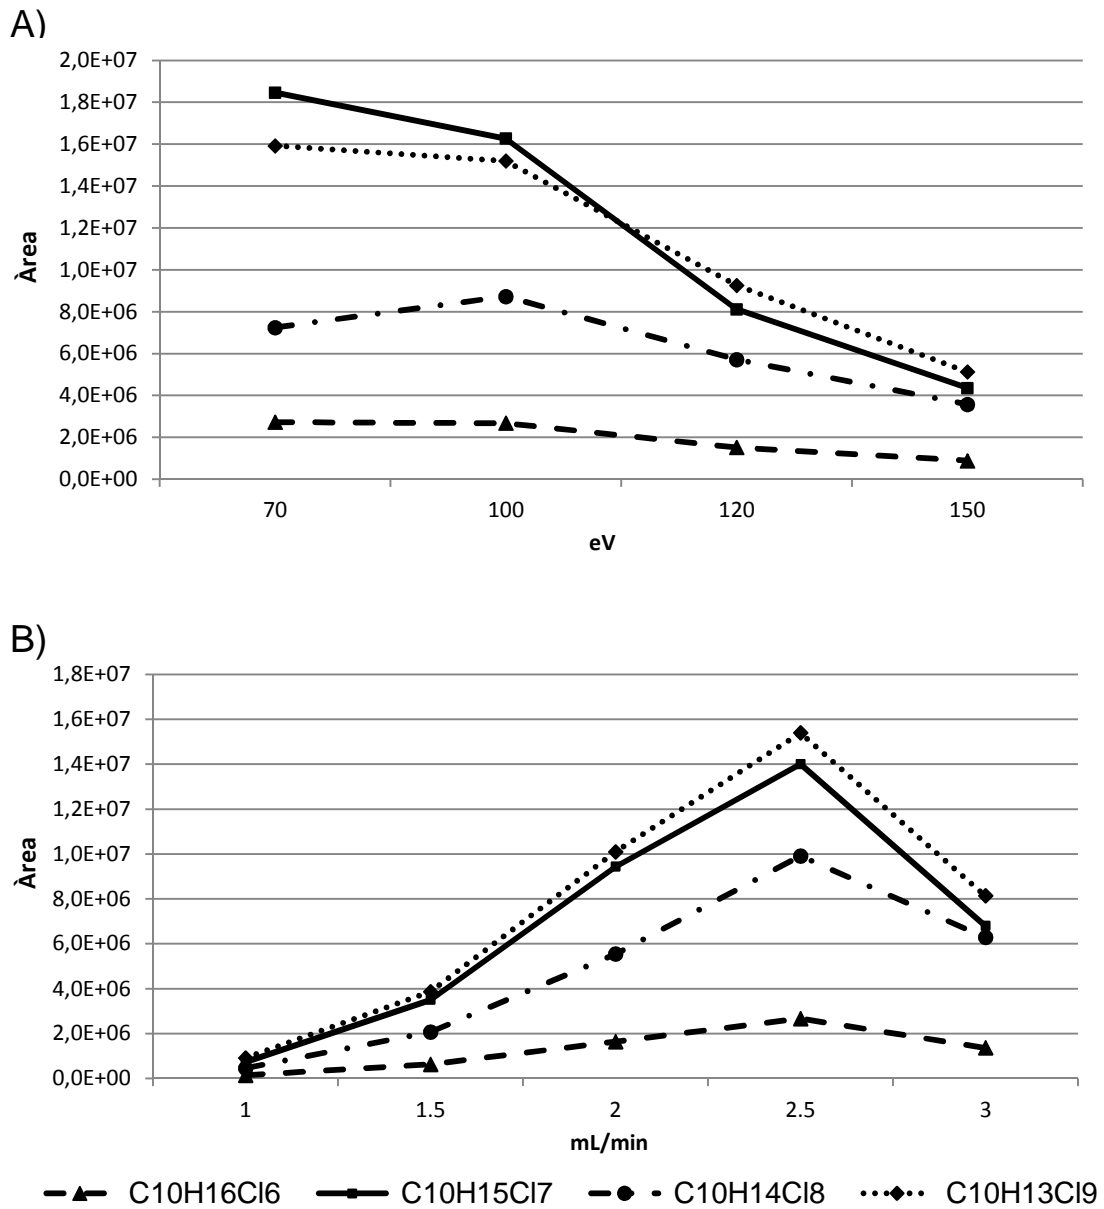 A)
2,0E+07
1,8E+07
1,6E+07
1,4E+07
1,2E+07
1,0E+07
8,0E+06
6,0E+06
4,0E+06
2,0E+06
0,0E+00
Àrea
70 100 120 150
eV
B)
1,8E+07
1,6E+07
1,4E+07
1,2E+07
1,0E+07
8,0E+06
6,0E+06
4,0E+06
2,0E+06
0,0E+00
Àrea
1 1.5 2 2.5 3
mL/min
C10H16Cl6 C10H15Cl7 C10H14Cl8 C10H13Cl9